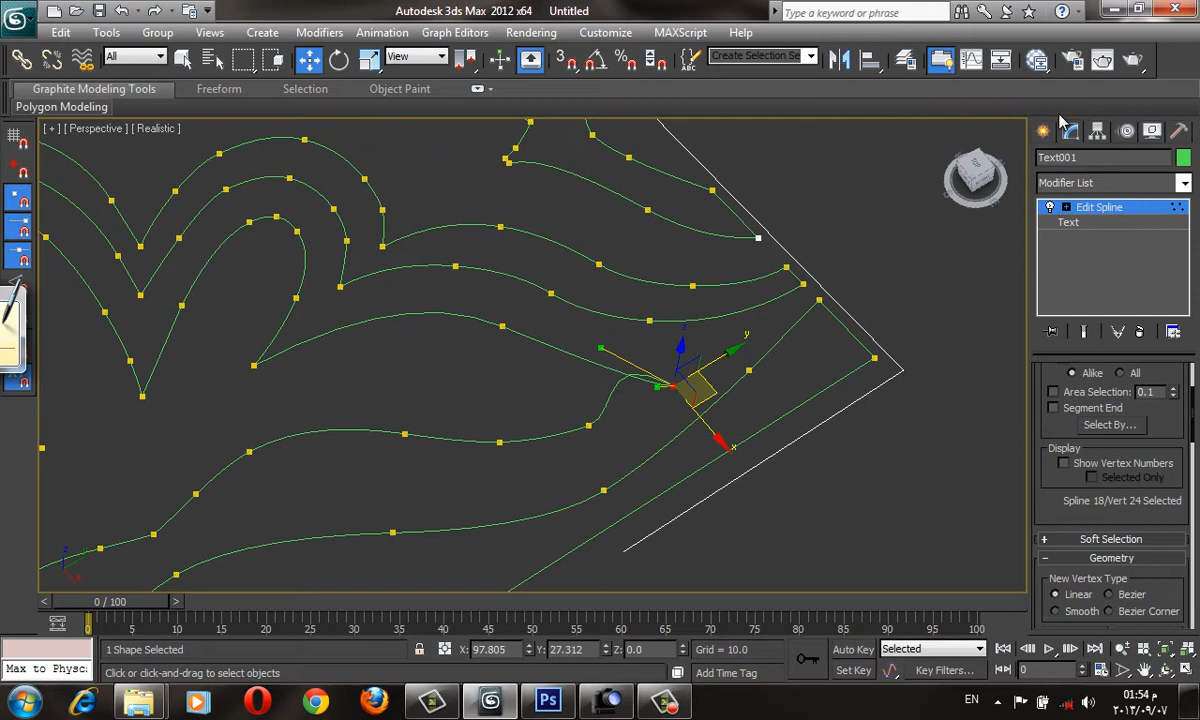 Autodesk 3ds Max 2012 x64
Untitled
Type a keyword or phrase
Edit
Tools
Group
Views
Create
Modifiers
Animation
Graph Editors
Rendering
Customize
MAXScript
Help
All
View
3
Create Selection Se
Graphite Modeling Tools
Freeform
Selection
Object Paint
Polygon Modeling
[ + ] [ Perspective ] [ Realistic ]
Text001
Modifier List
Edit Spline
Text
z
y
x
Alike
All
Area Selection:
0.1
Segment End
Select By...
Display
Show Vertex Numbers
Selected Only
Spline 18/Vert 24 Selected
+ Soft Selection
- Geometry
New Vertex Type
Linear
Bezier
Smooth
Bezier Corner
< 0 / 100 >
0 5 10 15 20 25 30 35 40 45 50 55 60 65 70 75 80 85 90 95 100
1 Shape Selected
X: 97.805
Y: 27.312
Z: 0.0
Grid = 10.0
Auto Key
Selected
Max to Physc
Click or click-and-drag to select objects
Add Time Tag
Set Key
Key Filters...
0
Ps
EN
01:54 م
٢٠١٣/٠٩/٠٧